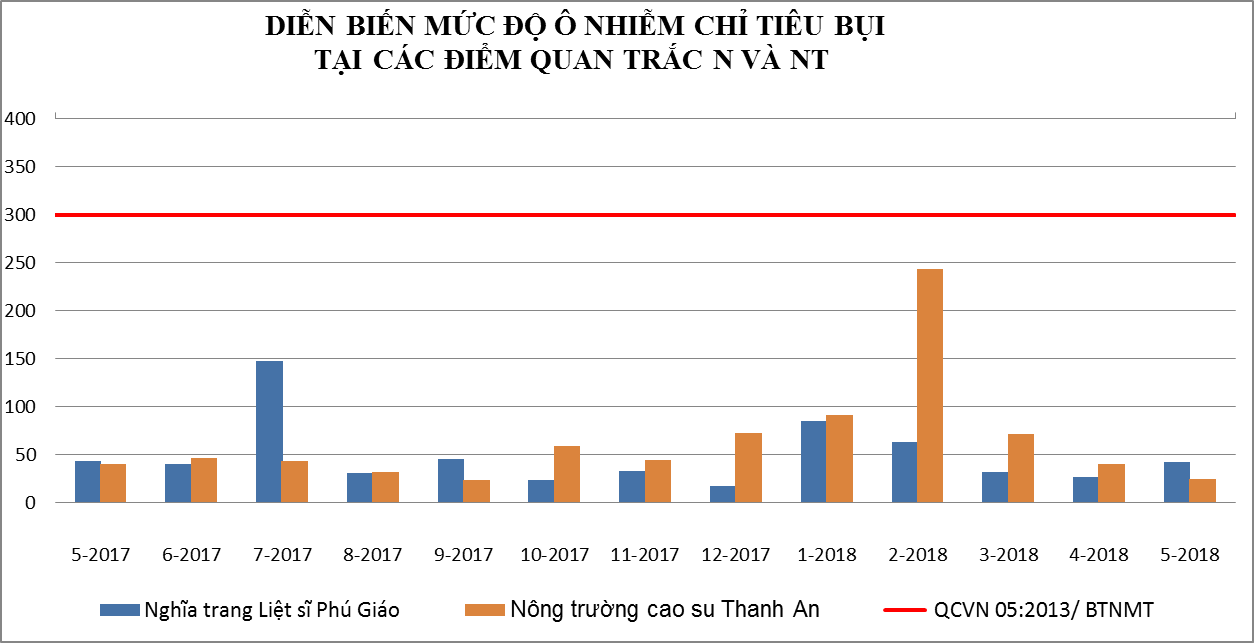 DIỄN BIẾN MỨC ĐỘ Ô NHIỄM CHỈ TIÊU BỤI
TẠI CÁC ĐIỂM QUAN TRẮC N VÀ NT
400
350
300
250
200
150
100
50
0
5-2017 6-2017 7-2017 8-2017 9-2017 10-2017 11-2017 12-2017 1-2018 2-2018 3-2018 4-2018 5-2018
Nghĩa trang Liệt sĩ Phú Giáo Nông trường cao su Thanh An QCVN 05:2013/ BTNMT